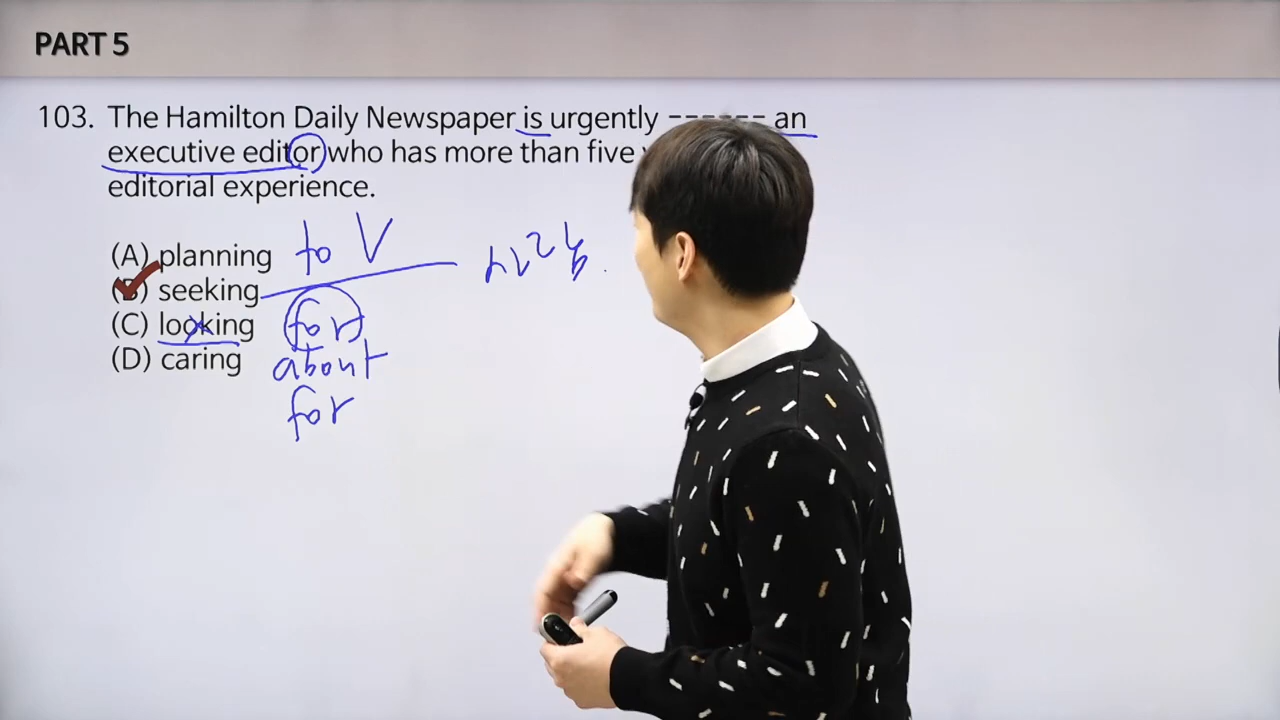 PART 5
103. The Hamilton Daily Newspaper is urgently ------ an
executive editor who has more than five
editorial experience.
(A) planning to V
(B) seeking
(C) looking for
(D) caring about
for